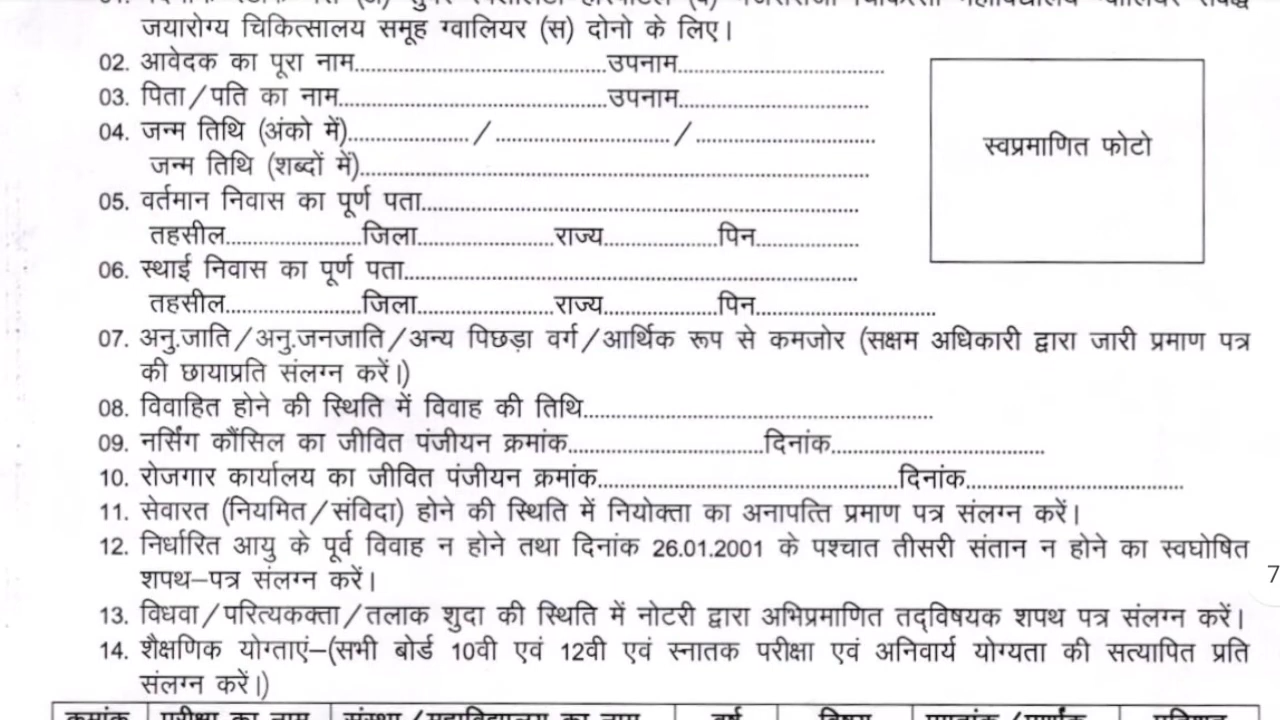 जयारोग्य चिकित्सालय समूह ग्वालियर (स) दोनो के लिए।
02. आवेदक का पूरा नाम..............................उपनाम..............................
03. पिता/पति का नाम..............................उपनाम..............................
04. जन्म तिथि (अंको में)....................../............................../..............................
स्वप्रमाणित फोटो
जन्म तिथि (शब्दों में)............................................................
05. वर्तमान निवास का पूर्ण पता............................................................
तहसील......................जिला......................राज्य..................पिन..................
06. स्थाई निवास का पूर्ण पता............................................................
तहसील......................जिला......................राज्य..................पिन..............................
07. अनु.जाति/अनु.जनजाति/अन्य पिछड़ा वर्ग/आर्थिक रूप से कमजोर (सक्षम अधिकारी द्वारा जारी प्रमाण पत्र
की छायाप्रति संलग्न करें।)
08. विवाहित होने की स्थिति में विवाह की तिथि............................................................
09. नर्सिंग कौंसिल का जीवित पंजीयन क्रमांक..............................दिनांक..............................
10. रोजगार कार्यालय का जीवित पंजीयन क्रमांक..............................दिनांक..............................
11. सेवारत (नियमित/संविदा) होने की स्थिति में नियोक्ता का अनापत्ति प्रमाण पत्र संलग्न करें।
12. निर्धारित आयु के पूर्व विवाह न होने तथा दिनांक 26.01.2001 के पश्चात तीसरी संतान न होने का स्वघोषित
7
शपथ–पत्र संलग्न करें।
13. विधवा/परित्यकक्ता/तलाक शुदा की स्थिति में नोटरी द्वारा अभिप्रमाणित तद्विषयक शपथ पत्र संलग्न करें।
14. शैक्षणिक योग्ताएं–(सभी बोर्ड 10वी एवं 12वी एवं स्नातक परीक्षा एवं अनिवार्य योग्यता की सत्यापित प्रति
संलग्न करें।)